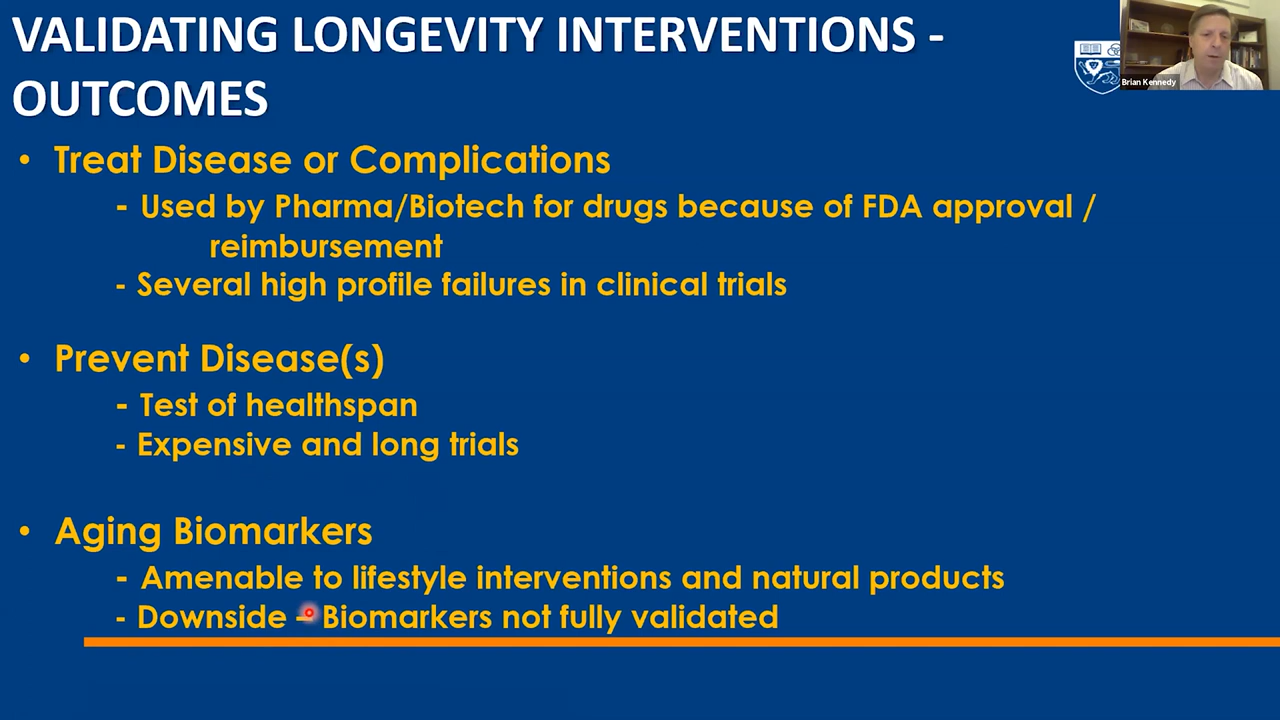 VALIDATING LONGEVITY INTERVENTIONS -
OUTCOMES
Brian Kennedy
• Treat Disease or Complications
- Used by Pharma/Biotech for drugs because of FDA approval /
reimbursement
- Several high profile failures in clinical trials
• Prevent Disease(s)
- Test of healthspan
- Expensive and long trials
• Aging Biomarkers
- Amenable to lifestyle interventions and natural products
- Downside – Biomarkers not fully validated